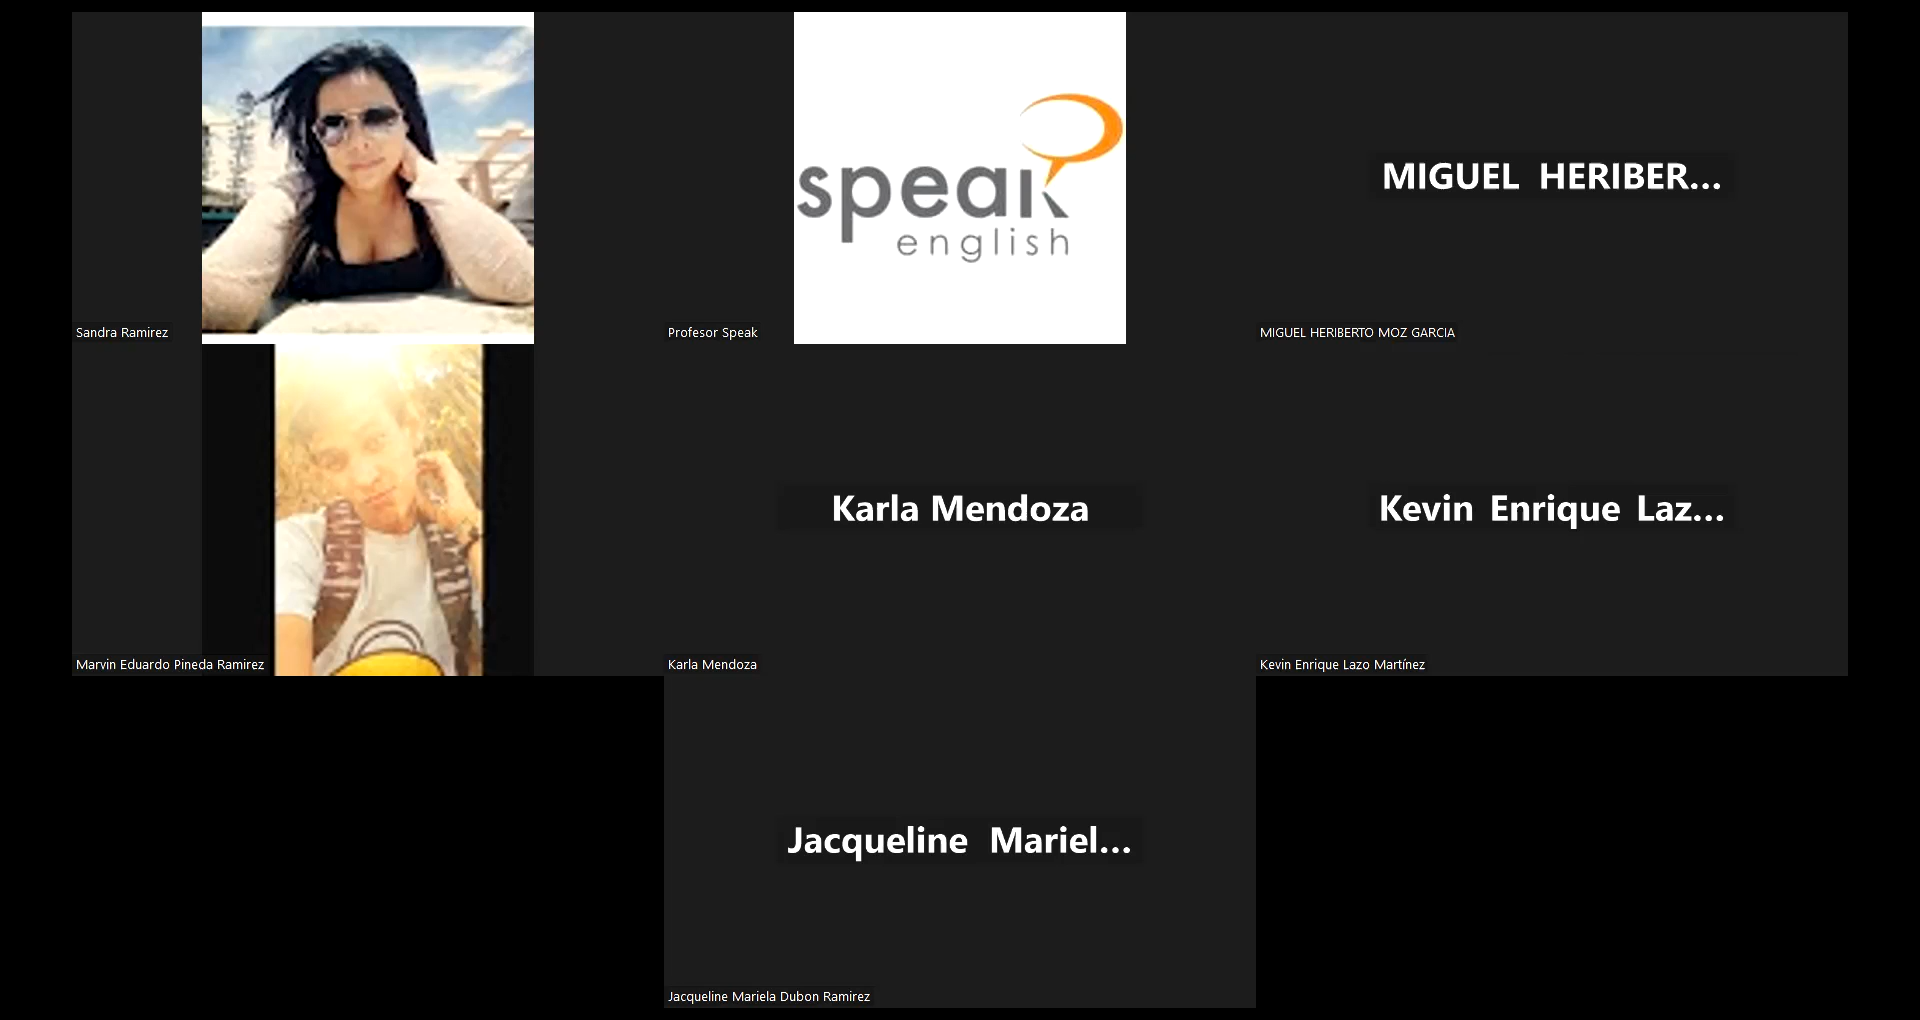 speak
english
MIGUEL HERIBER...
Sandra Ramirez
Profesor Speak
MIGUEL HERIBERTO MOZ GARCIA
Karla Mendoza
Kevin Enrique Laz...
Marvin Eduardo Pineda Ramirez
Karla Mendoza
Kevin Enrique Lazo Martínez
Jacqueline Mariel...
Jacqueline Mariela Dubon Ramirez